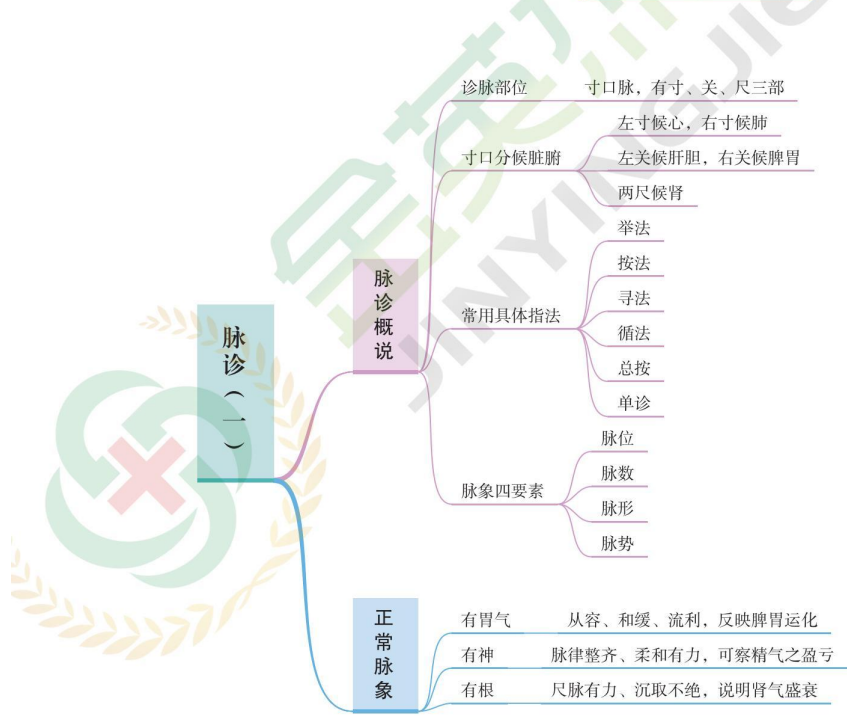 脉诊（一）
脉诊概说
诊脉部位
寸口脉，有寸、关、尺三部
寸口分候脏腑
左寸候心，右寸候肺
左关候肝胆，右关候脾胃
两尺候肾
常用具体指法
举法
按法
寻法
循法
总按
单诊
脉象四要素
脉位
脉数
脉形
脉势
正常脉象
有胃气
从容、和缓、流利，反映脾胃运化
有神
脉律整齐、柔和有力，可察精气之盈亏
有根
尺脉有力、沉取不绝，说明肾气盛衰
金英杰
JINYINGJIE